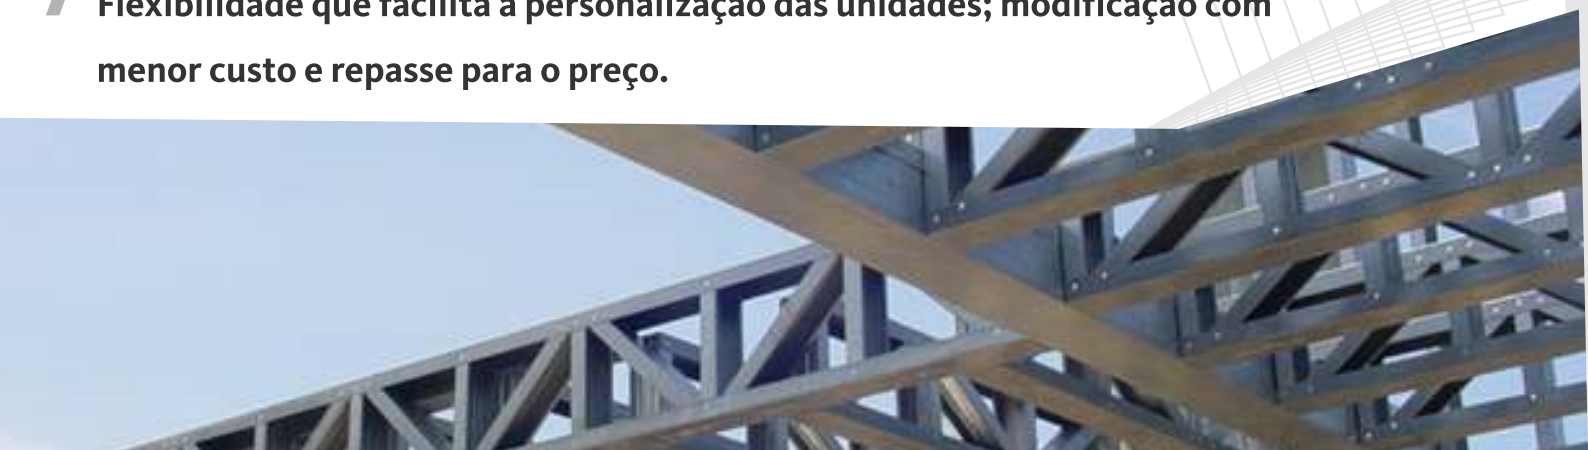 Flexibilidade que facilita a personalização das unidades; modificação com
menor custo e repasse para o preço.